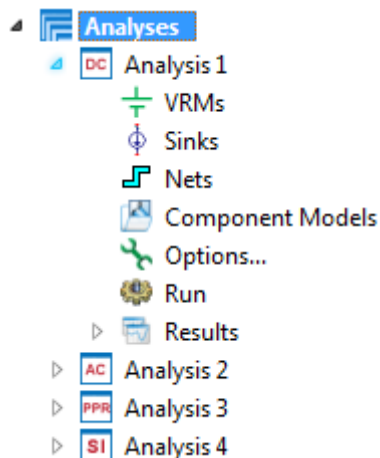 Analyses
DC Analysis 1
VRMs
Sinks
Nets
Component Models
Options...
Run
Results
AC Analysis 2
PPR Analysis 3
SI Analysis 4